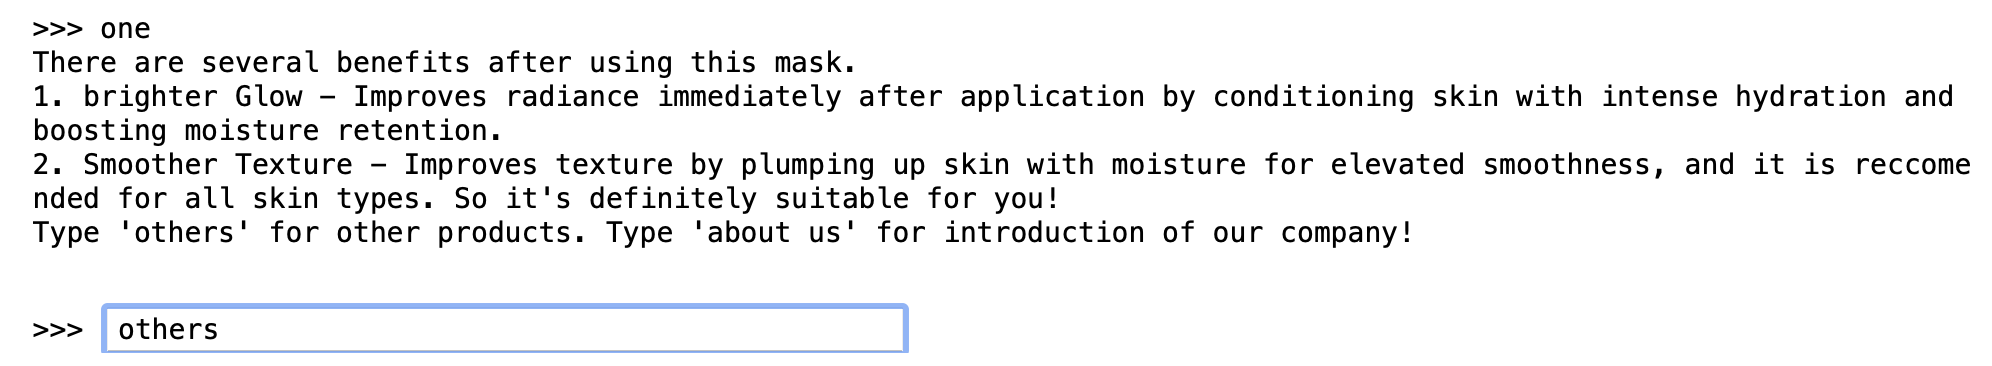 >>> one
There are several benefits after using this mask.
1. brighter Glow – Improves radiance immediately after application by conditioning skin with intense hydration and
boosting moisture retention.
2. Smoother Texture – Improves texture by plumping up skin with moisture for elevated smoothness, and it is reccome
nded for all skin types. So it's definitely suitable for you!
Type 'others' for other products. Type 'about us' for introduction of our company!
>>> others